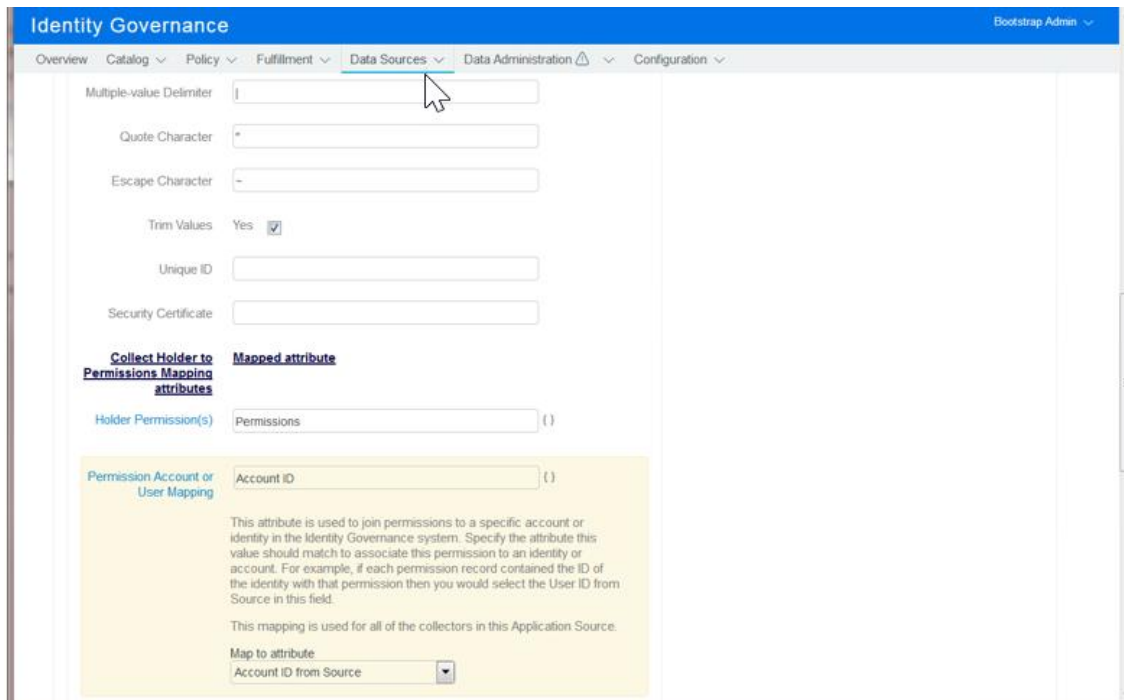 Identity Governance
Bootstrap Admin
Overview Catalog Policy Fulfillment Data Sources Data Administration Configuration
Multiple-value Delimiter |
Quote Character "
Escape Character ~
Trim Values Yes
Unique ID
Security Certificate
Collect Holder to Mapped attribute
Permissions Mapping
attributes
Holder Permission(s) Permissions { }
Permission Account or Account ID { }
User Mapping
This attribute is used to join permissions to a specific account or
identity in the Identity Governance system. Specify the attribute this
value should match to associate this permission to an identity or
account. For example, if each permission record contained the ID of
the identity with that permission then you would select the User ID from
Source in this field.
This mapping is used for all of the collectors in this Application Source.
Map to attribute
Account ID from Source